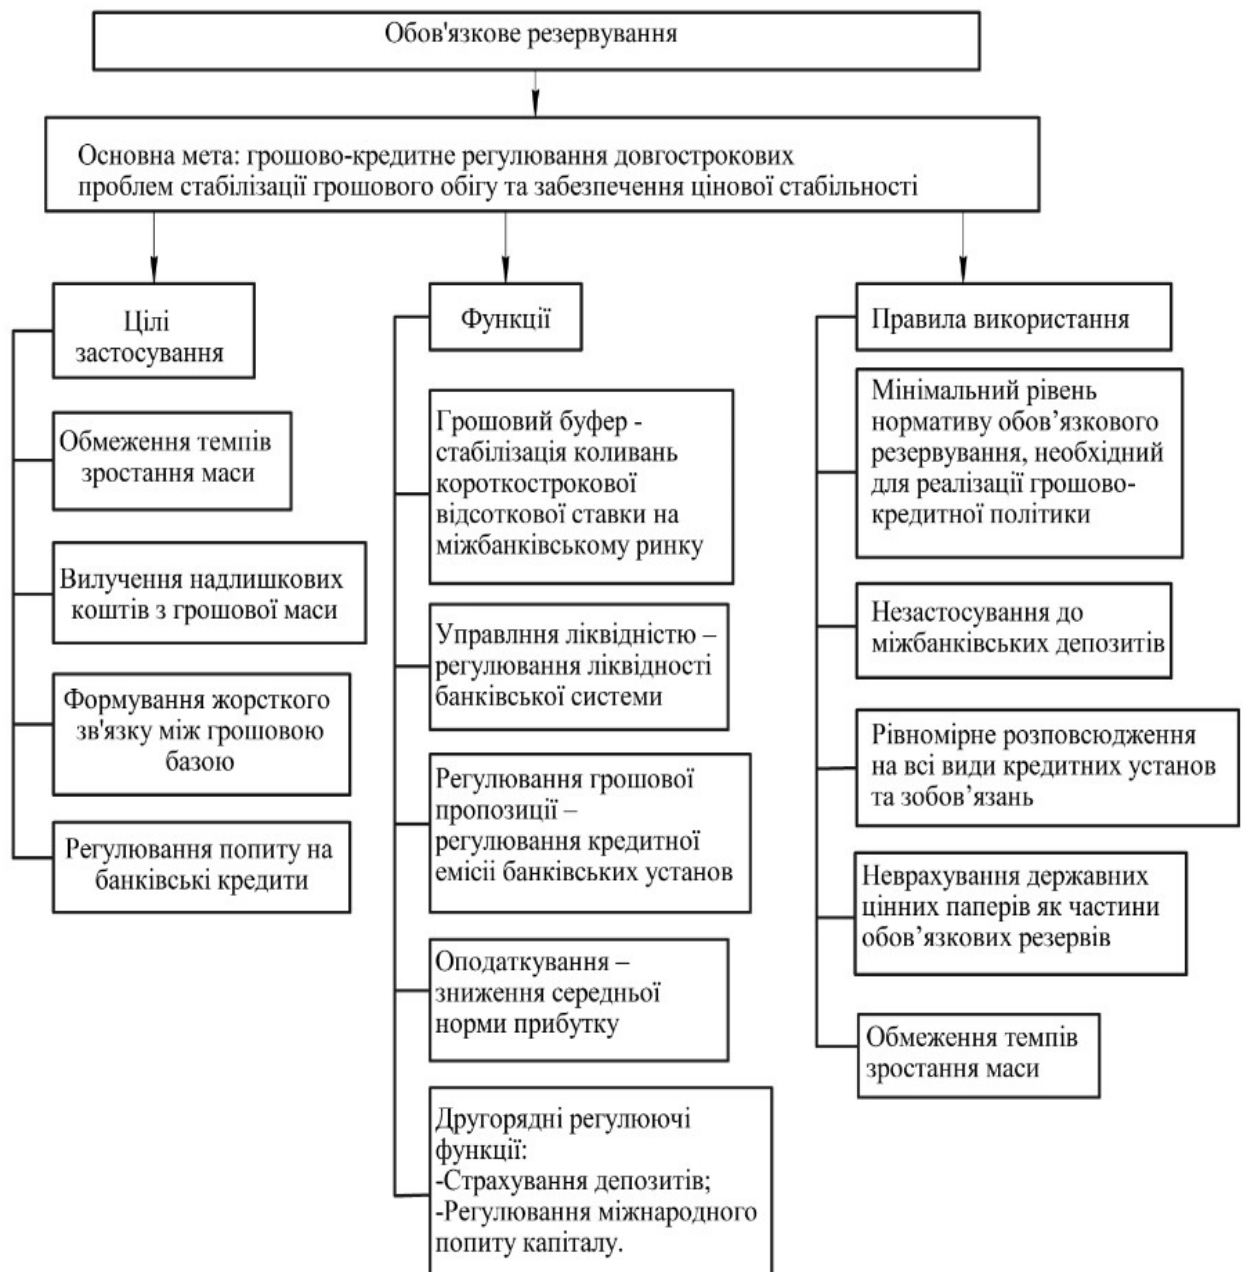 Обов'язкове резервування
Основна мета: грошово-кредитне регулювання довгострокових
проблем стабілізації грошового обігу та забезпечення цінової стабільності
Цілі
застосування
Обмеження темпів
зростання маси
Вилучення надлишкових
коштів з грошової маси
Формування жорсткого
зв'язку між грошовою
базою
Регулювання попиту на
банківські кредити
Функції
Грошовий буфер -
стабілізація коливань
короткострокової
відсоткової ставки на
міжбанківському ринку
Управлння ліквідністю –
регулювання ліквідності
банківської системи
Регулювання грошової
пропозиції –
регулювання кредитної
емісіі банківських установ
Оподаткування –
зниження середньої
норми прибутку
Другорядні регулюючі
функції:
-Страхування депозитів;
-Регулювання міжнародного
попиту капіталу.
Правила використання
Мінімальний рівень
нормативу обов’язкового
резервування, необхідний
для реалізації грошово-
кредитної політики
Незастосування до
міжбанківських депозитів
Рівномірне розповсюдження
на всі види кредитних установ
та зобов’язань
Неврахування державних
цінних паперів як частини
обов’язкових резервів
Обмеження темпів
зростання маси